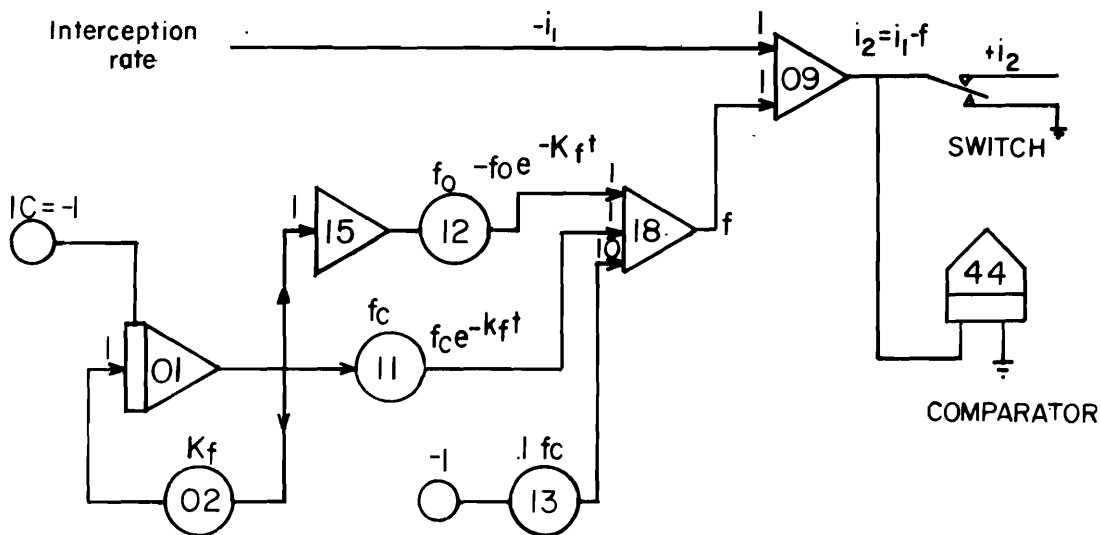 Interception
rate
-i₁
1
1
09
i₂=i₁-f
+i₂
SWITCH
IC=-1
1
15
f₀
12
-f₀e^-Kft
1
1
10
18
f
1
01
fc
11
fce^-kft
44
COMPARATOR
Kf
02
-1
.1 fc
13